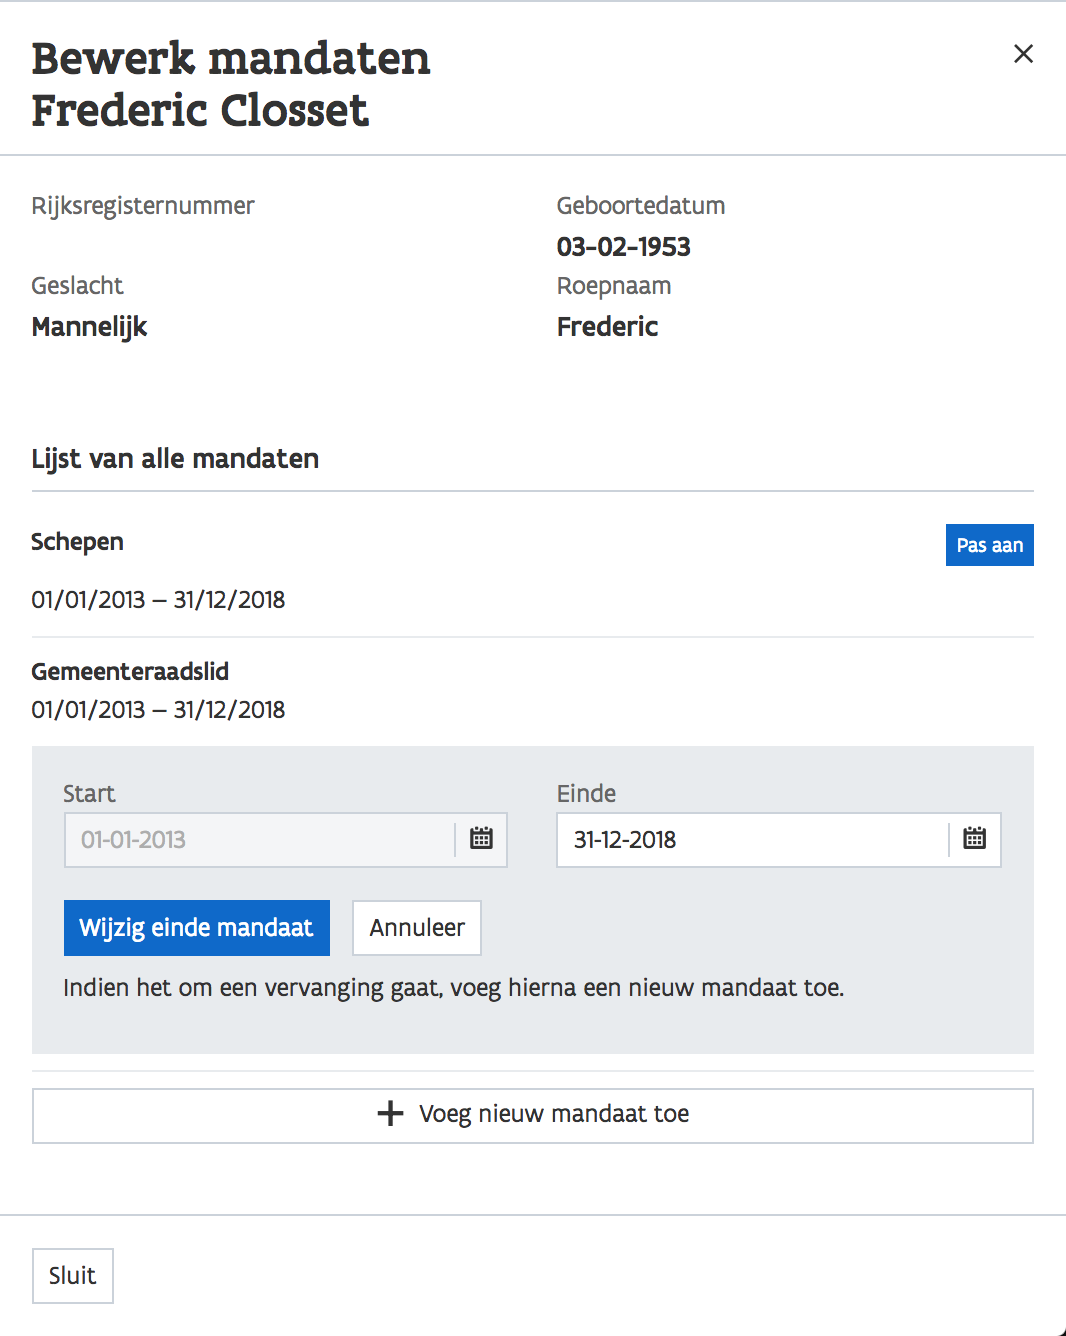 Bewerk mandaten
Frederic Closset
Rijksregisternummer
Geboortedatum
03-02-1953
Geslacht
Mannelijk
Roepnaam
Frederic
Lijst van alle mandaten
Schepen
Pas aan
01/01/2013 – 31/12/2018
Gemeenteraadslid
01/01/2013 – 31/12/2018
Start
Einde
01-01-2013
31-12-2018
Wijzig einde mandaat
Annuleer
Indien het om een vervanging gaat, voeg hierna een nieuw mandaat toe.
Voeg nieuw mandaat toe
Sluit